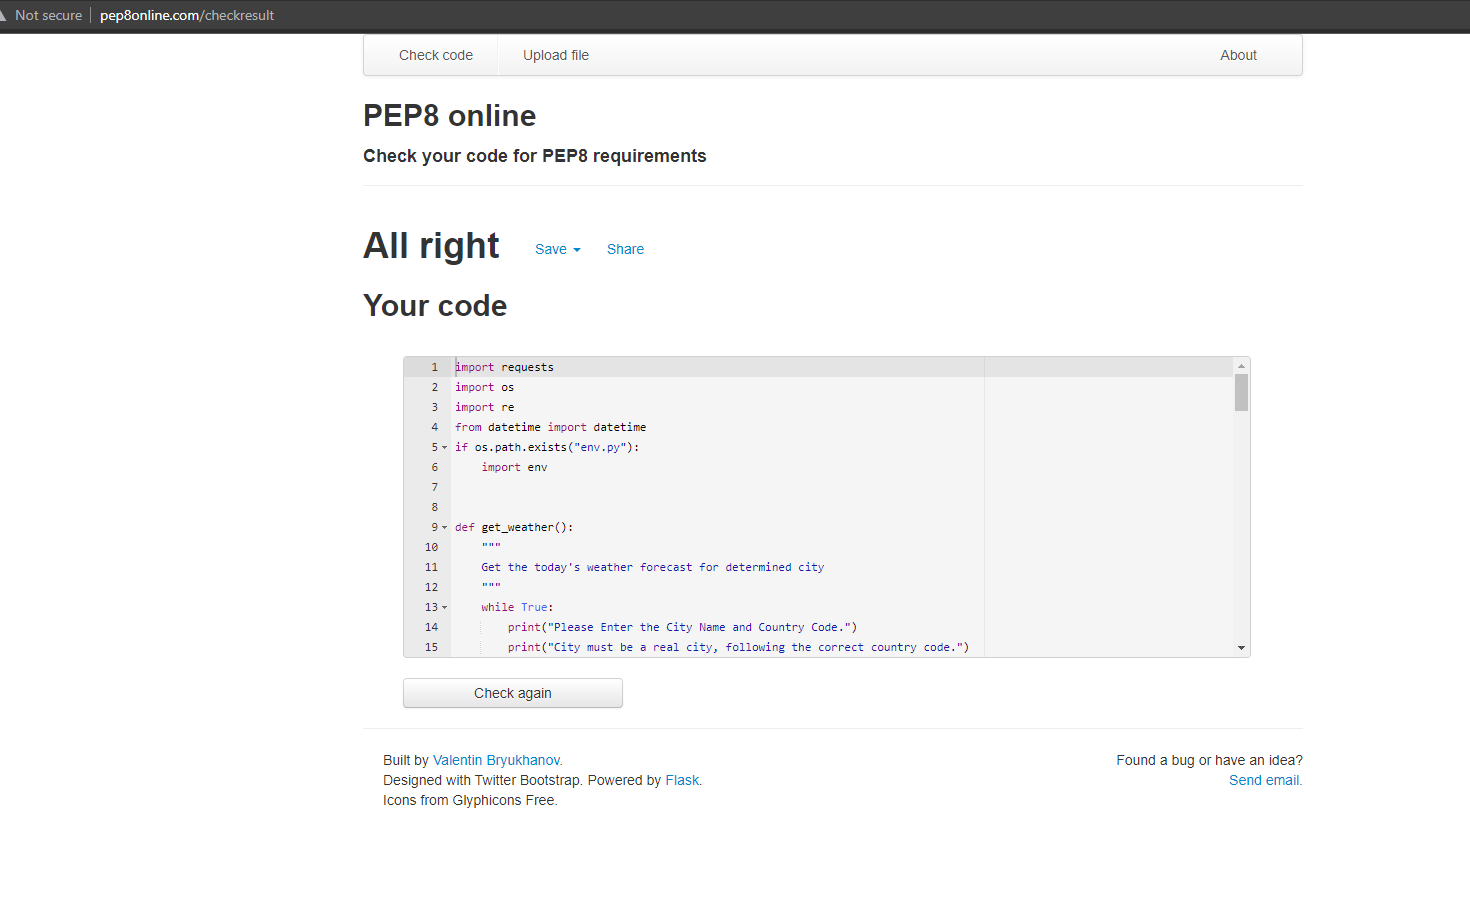 Not secure pep8online.com/checkresult
Check code Upload file About
PEP8 online
Check your code for PEP8 requirements
All right Save Share
Your code
1 import requests
2 import os
3 import re
4 from datetime import datetime
5 if os.path.exists("env.py"):
6 import env
7
8
9 def get_weather():
10 """
11 Get the today's weather forecast for determined city
12 """
13 while True:
14 print("Please Enter the City Name and Country Code.")
15 print("City must be a real city, following the correct country code.")
Check again
Built by Valentin Bryukhanov. Found a bug or have an idea?
Designed with Twitter Bootstrap. Powered by Flask. Send email.
Icons from Glyphicons Free.